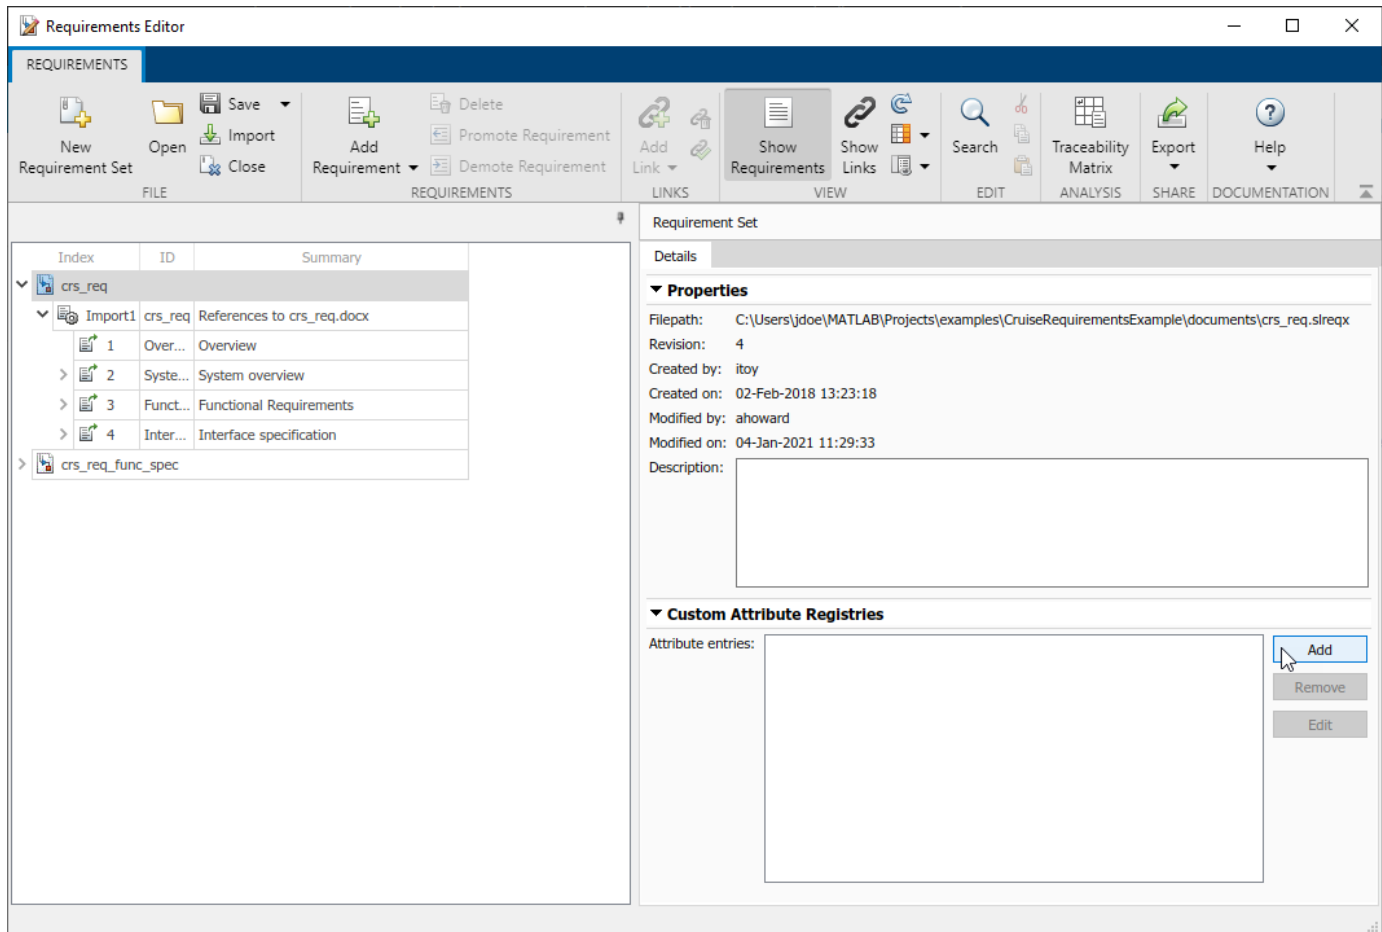 Requirements Editor
REQUIREMENTS
New
Requirement Set
Open
Save
Import
Close
FILE
Add
Requirement
Delete
Promote Requirement
Demote Requirement
REQUIREMENTS
Add
Link
LINKS
Show
Requirements
Show
Links
VIEW
Search
EDIT
Traceability
Matrix
ANALYSIS
Export
SHARE
Help
DOCUMENTATION
Index ID Summary
crs_req
Import1 crs_req References to crs_req.docx
1 Over... Overview
2 Syste... System overview
3 Funct... Functional Requirements
4 Inter... Interface specification
crs_req_func_spec
Requirement Set
Details
Properties
Filepath: C:\Users\jdoe\MATLAB\Projects\examples\CruiseRequirementsExample\documents\crs_req.slreqx
Revision: 4
Created by: itoy
Created on: 02-Feb-2018 13:23:18
Modified by: ahoward
Modified on: 04-Jan-2021 11:29:33
Description:
Custom Attribute Registries
Attribute entries:
Add
Remove
Edit